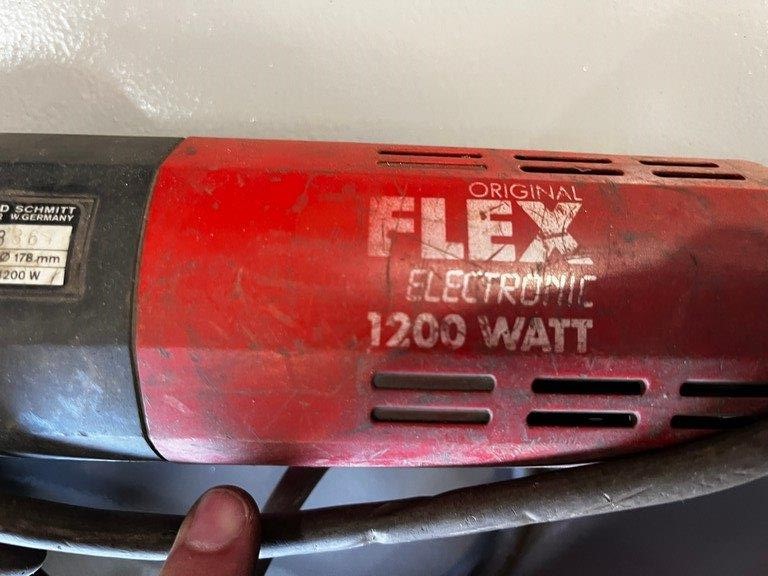 D SCHMITT
W.GERMANY
Ø 178 mm
1200 W
ORIGINAL
FLEX
ELECTRONIC
1200 WATT